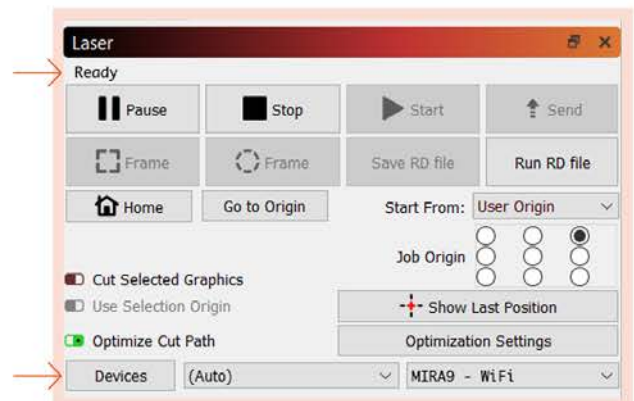 Laser
Ready
Pause Stop Start Send
Frame Frame Save RD file Run RD file
Home Go to Origin Start From: User Origin
Job Origin
Cut Selected Graphics
Use Selection Origin Show Last Position
Optimize Cut Path Optimization Settings
Devices (Auto) MIRA9 - WiFi